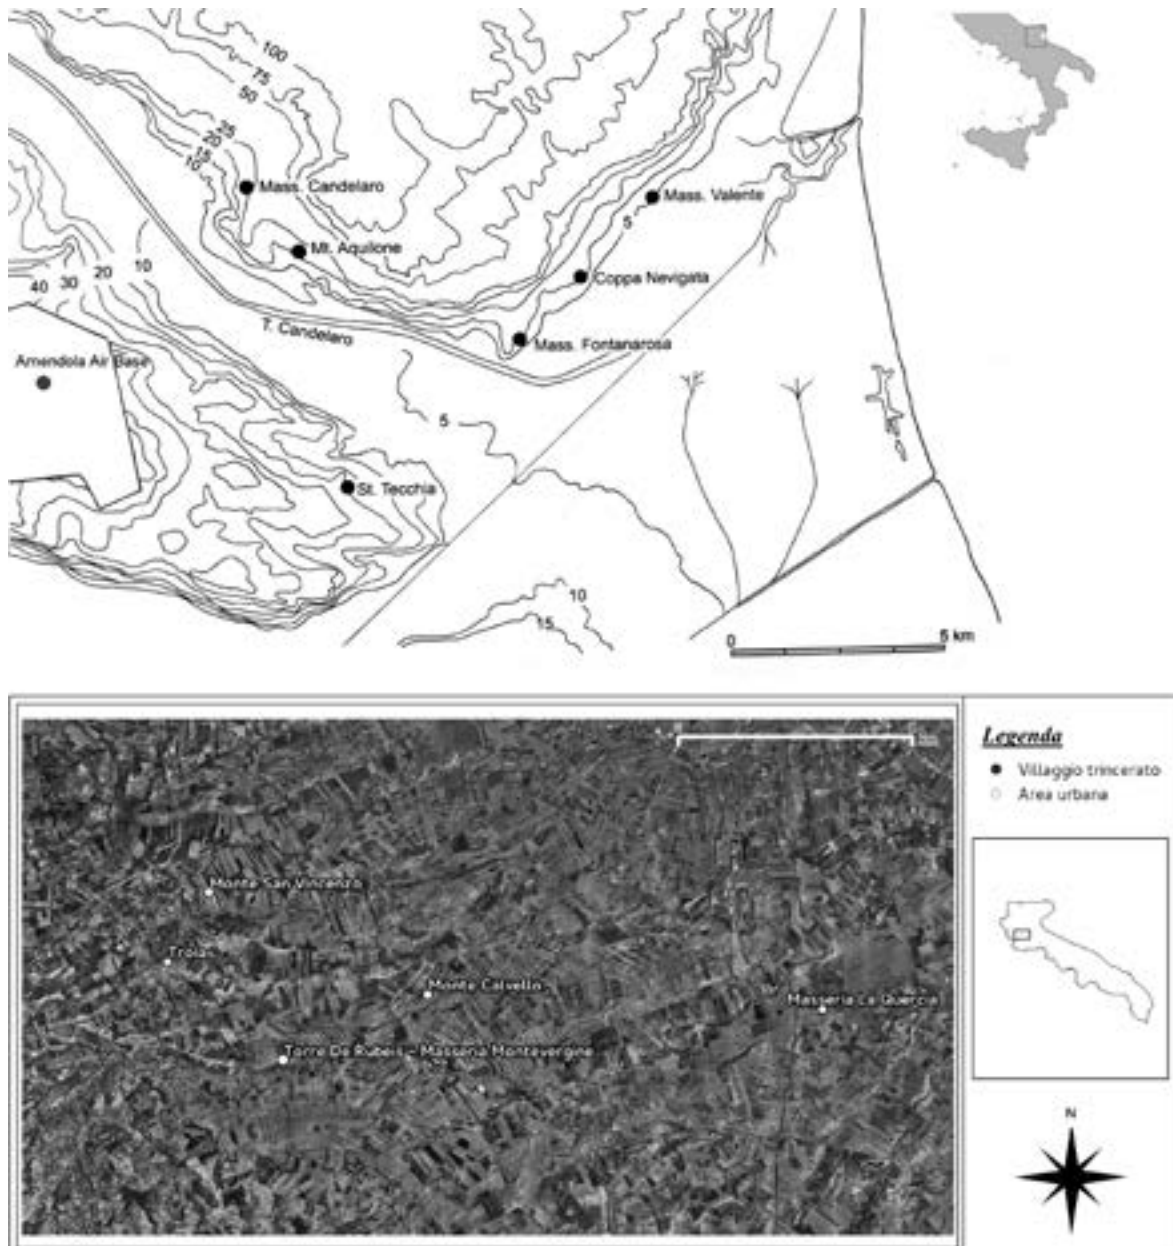 100
75
50
25
20
15
10
Mass. Candelaro
Mass. Valente
5
Mt. Aquilone
Coppa Nevigata
10
20
30
40
T. Candelaro
Mass. Fontanarosa
Amendola Air Base
5
St. Tecchia
10
15
0
5 km
Legenda
Villaggio trincerato
Area urbana
Monte San Vincenzo
Troia
Monte Calvello
Masseria La Quercia
Torre De Rubeis - Masseria Montevergine
N